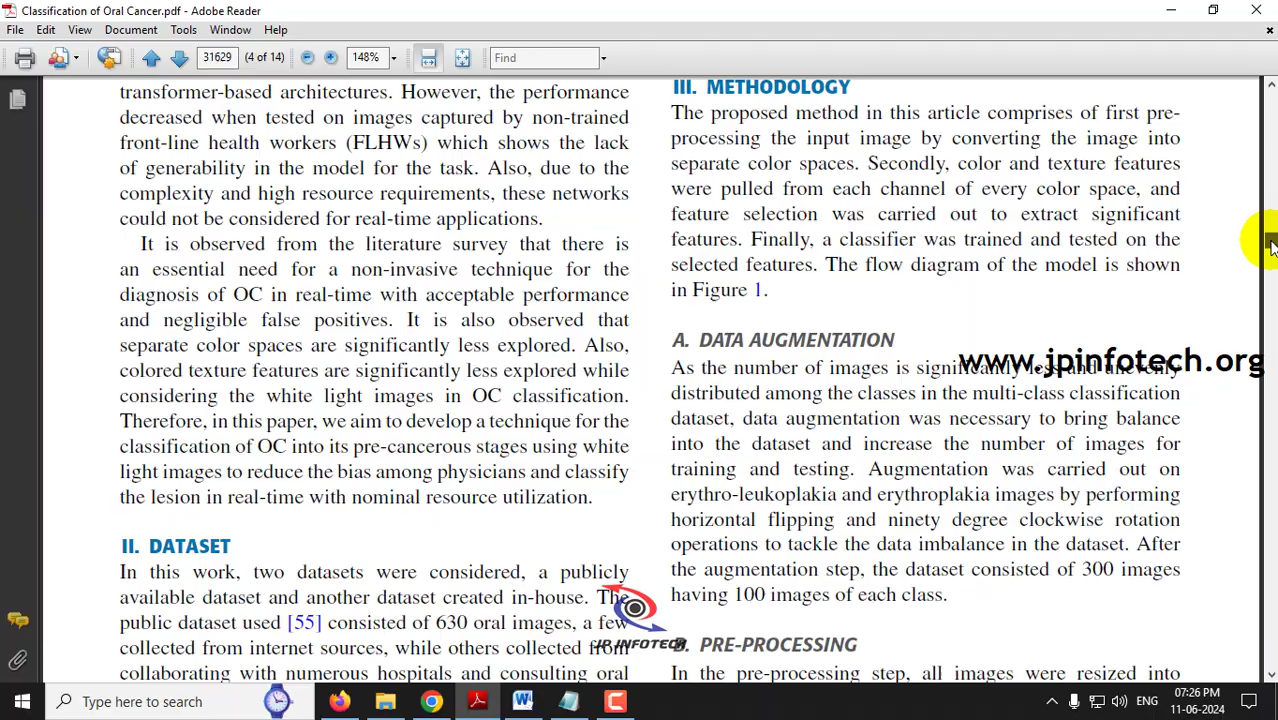 Classification of Oral Cancer.pdf - Adobe Reader
File Edit View Document Tools Window Help
31629 (4 of 14) 148% Find
transformer-based architectures. However, the performance
decreased when tested on images captured by non-trained
front-line health workers (FLHWs) which shows the lack
of generability in the model for the task. Also, due to the
complexity and high resource requirements, these networks
could not be considered for real-time applications.
It is observed from the literature survey that there is
an essential need for a non-invasive technique for the
diagnosis of OC in real-time with acceptable performance
and negligible false positives. It is also observed that
separate color spaces are significantly less explored. Also,
colored texture features are significantly less explored while
considering the white light images in OC classification.
Therefore, in this paper, we aim to develop a technique for the
classification of OC into its pre-cancerous stages using white
light images to reduce the bias among physicians and classify
the lesion in real-time with nominal resource utilization.
II. DATASET
In this work, two datasets were considered, a publicly
available dataset and another dataset created in-house. The
public dataset used [55] consisted of 630 oral images, a few
collected from internet sources, while others collected from
collaborating with numerous hospitals and consulting oral
III. METHODOLOGY
The proposed method in this article comprises of first pre-
processing the input image by converting the image into
separate color spaces. Secondly, color and texture features
were pulled from each channel of every color space, and
feature selection was carried out to extract significant
features. Finally, a classifier was trained and tested on the
selected features. The flow diagram of the model is shown
in Figure 1.
A. DATA AUGMENTATION
As the number of images is significantly less and unevenly
distributed among the classes in the multi-class classification
dataset, data augmentation was necessary to bring balance
into the dataset and increase the number of images for
training and testing. Augmentation was carried out on
erythro-leukoplakia and erythroplakia images by performing
horizontal flipping and ninety degree clockwise rotation
operations to tackle the data imbalance in the dataset. After
the augmentation step, the dataset consisted of 300 images
having 100 images of each class.
B. PRE-PROCESSING
In the pre-processing step, all images were resized into
www.jpinfotech.org
JP INFOTECH
Type here to search
ENG
07:26 PM
11-06-2024